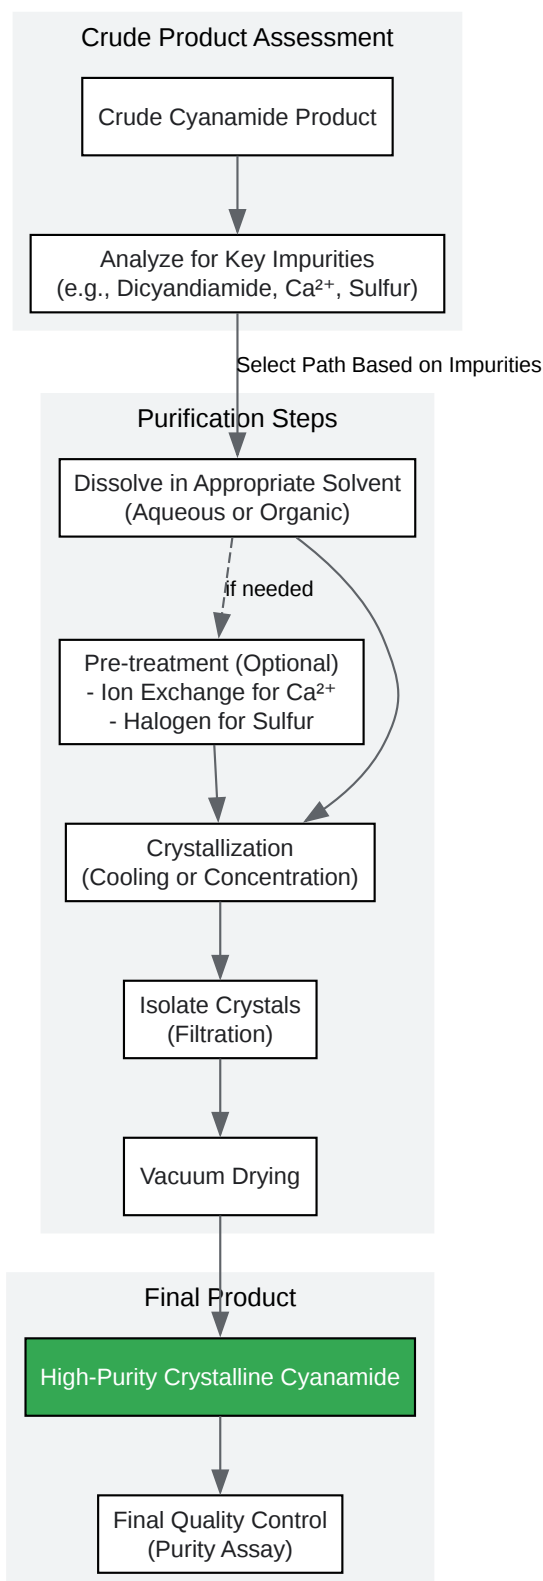 Crude Product Assessment
Crude Cyanamide Product
Analyze for Key Impurities
(e.g., Dicyandiamide, Ca²⁺, Sulfur)
Select Path Based on Impurities
Purification Steps
Dissolve in Appropriate Solvent
(Aqueous or Organic)
if needed
Pre-treatment (Optional)
- Ion Exchange for Ca²⁺
- Halogen for Sulfur
Crystallization
(Cooling or Concentration)
Isolate Crystals
(Filtration)
Vacuum Drying
Final Product
High-Purity Crystalline Cyanamide
Final Quality Control
(Purity Assay)